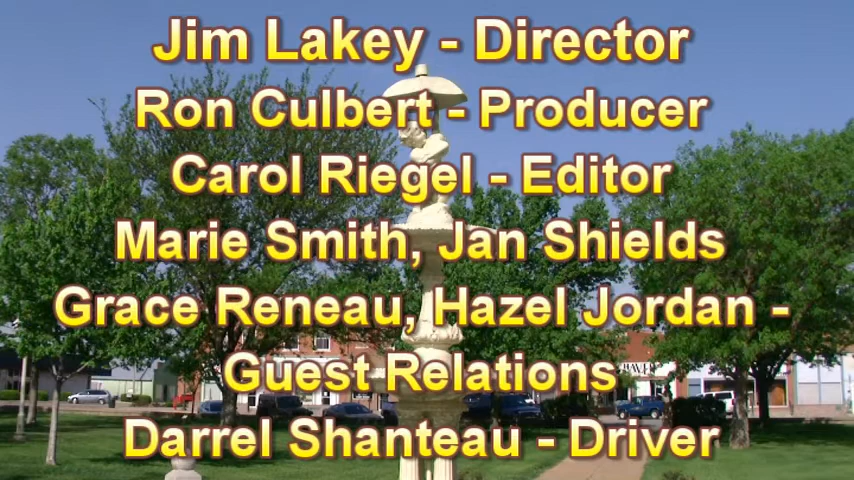 Jim Lakey - Director
Ron Culbert - Producer
Carol Riegel - Editor
Marie Smith, Jan Shields
Grace Reneau, Hazel Jordan -
Guest Relations
Darrel Shanteau - Driver